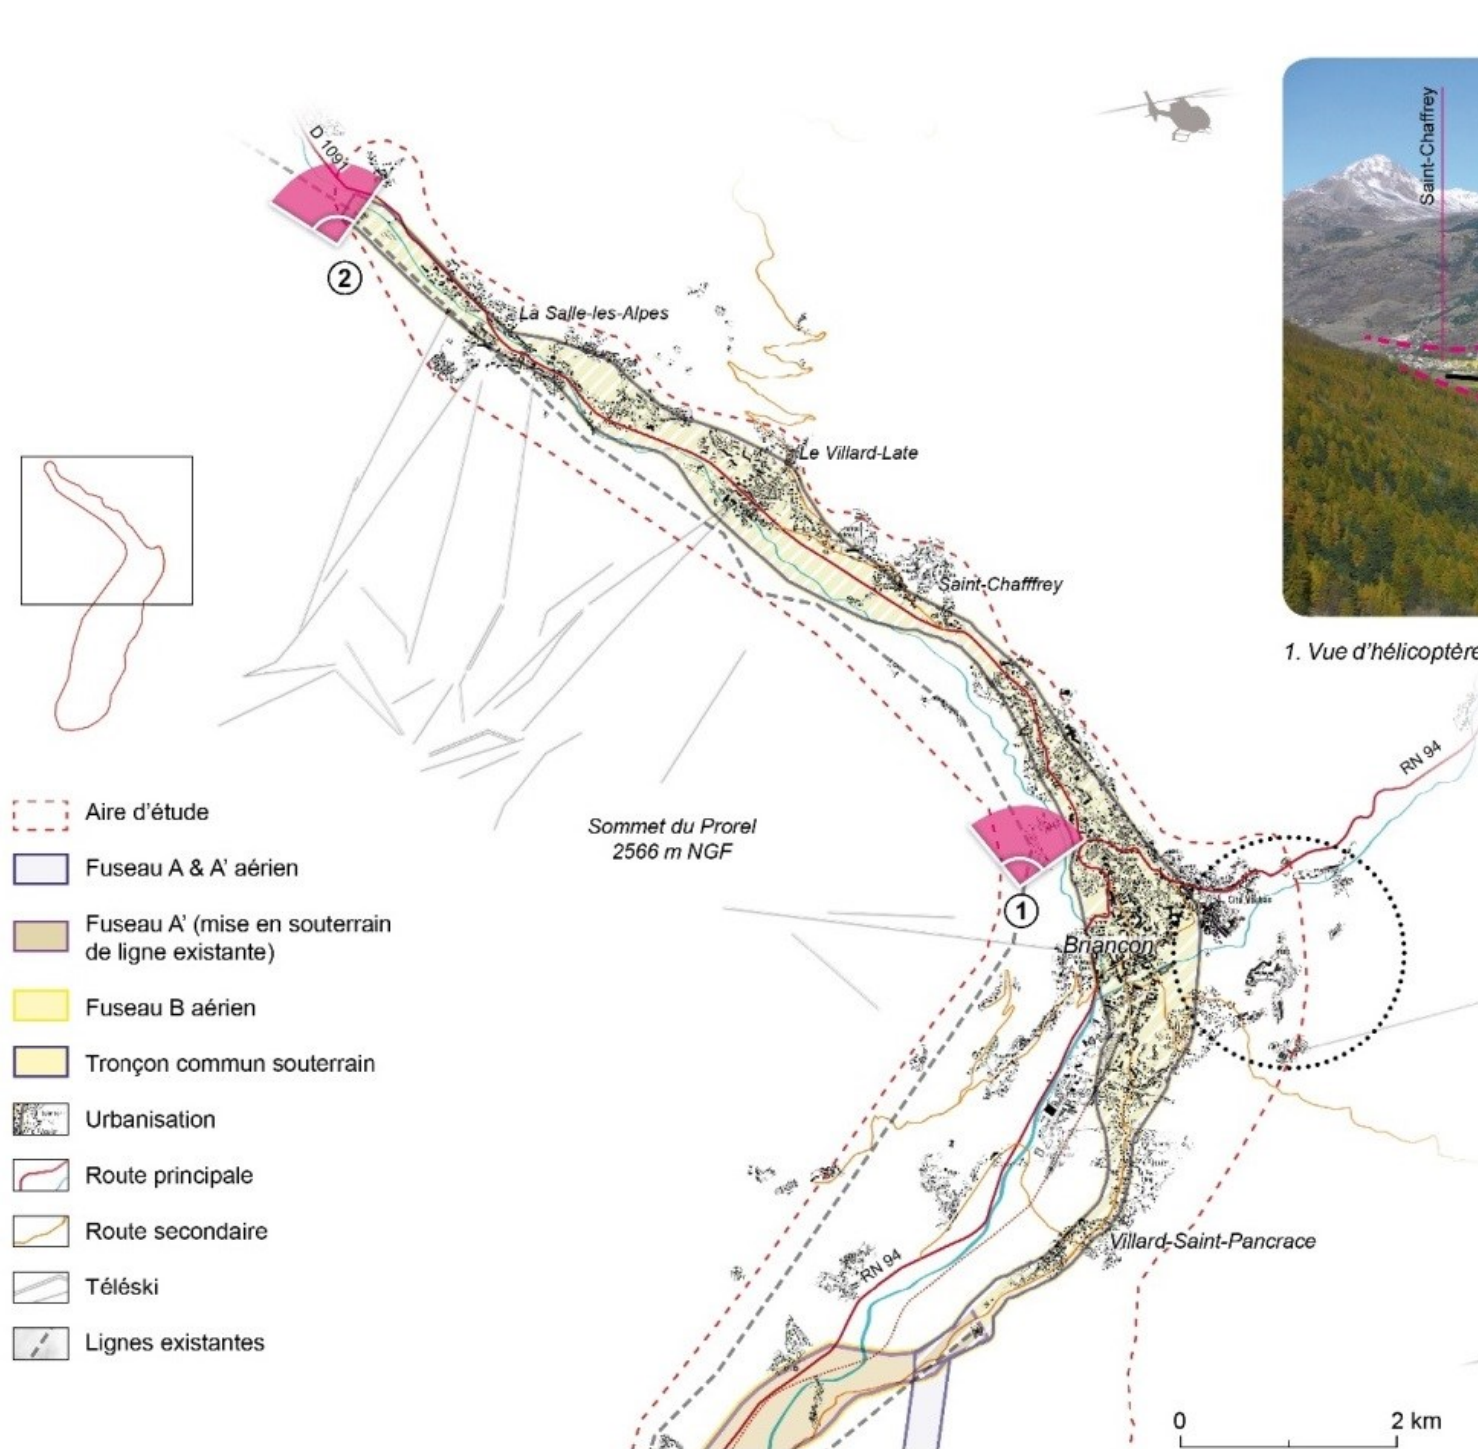 D 1091
Saint-Chaffrey
2
La Salle-les-Alpes
Le Villard-Late
Saint-Chafffrey
1. Vue d'hélicoptère
RN 94
Aire d'étude
Sommet du Prorel
2566 m NGF
Fuseau A & A' aérien
1
Fuseau A' (mise en souterrain
de ligne existante)
Briançon
Fuseau B aérien
Tronçon commun souterrain
Urbanisation
Route principale
Route secondaire
Villard-Saint-Pancrace
RN 94
Téléski
Lignes existantes
0
2 km